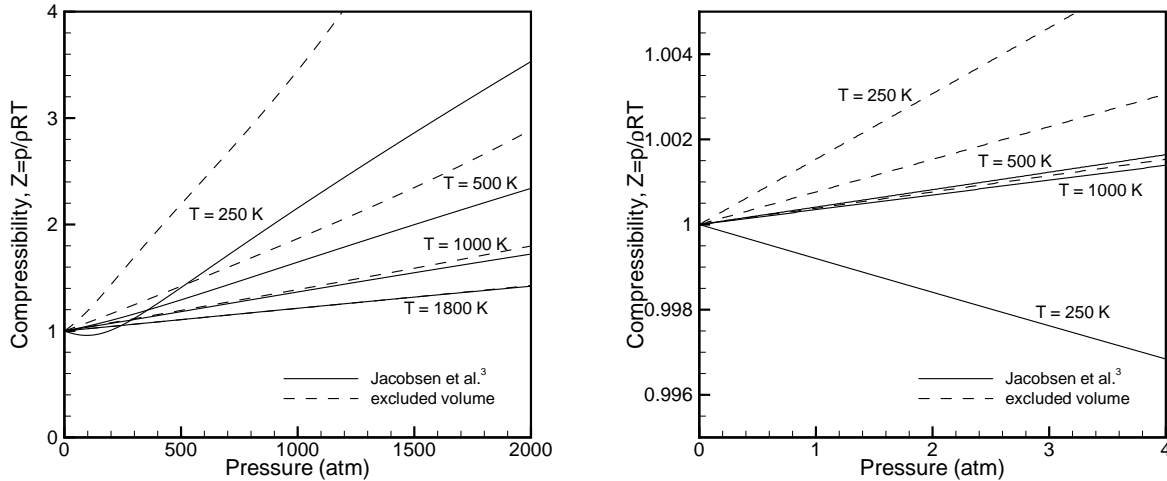 Compressibility, Z=p/ρRT
4
3
2
1
0
T = 250 K
T = 500 K
T = 1000 K
T = 1800 K
Jacobsen et al.³
excluded volume
0 500 1000 1500 2000
Pressure (atm)
Compressibility, Z=p/ρRT
1.004
1.002
1
0.998
0.996
T = 250 K
T = 500 K
T = 1000 K
T = 250 K
Jacobsen et al.³
excluded volume
0 1 2 3 4
Pressure (atm)